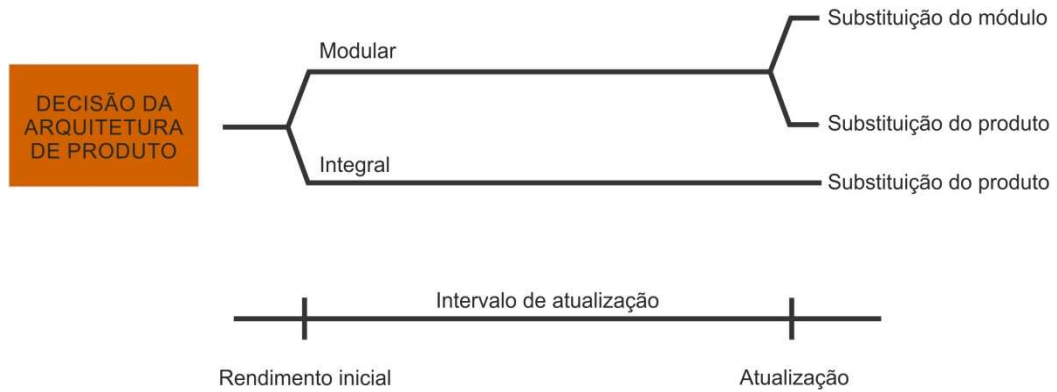 Substituição do módulo
Modular
DECISÃO DA
ARQUITETURA
DE PRODUTO
Substituição do produto
Integral
Substituição do produto
Intervalo de atualização
Rendimento inicial
Atualização